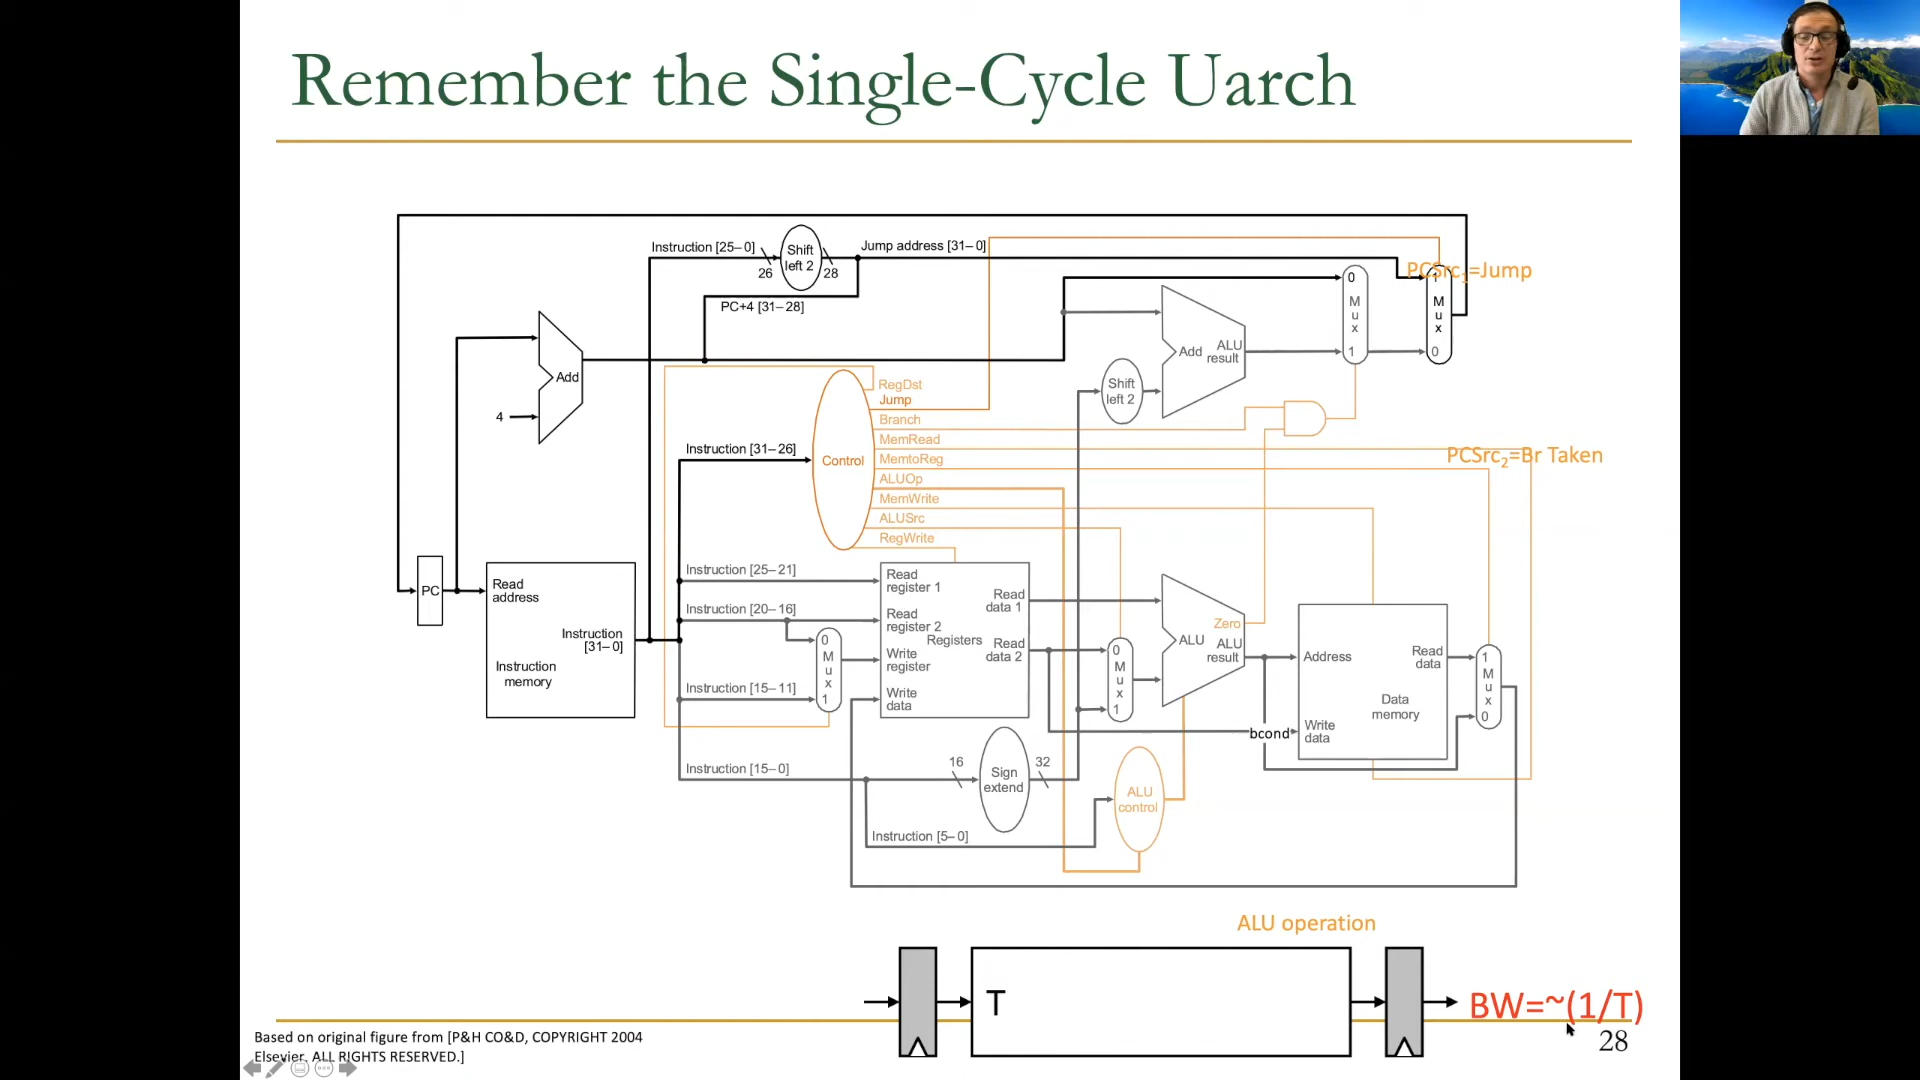 Remember the Single-Cycle Uarch
Instruction [25–0]
Shift
left 2
Jump address [31–0]
26
28
PC+4 [31–28]
PCSrc1=Jump
0
M
u
x
1
M
u
x
0
Add
ALU
result
Add
4
Shift
left 2
RegDst
Jump
Branch
MemRead
MemtoReg
ALUOp
MemWrite
ALUSrc
RegWrite
Instruction [31–26]
Control
PCSrc2=Br Taken
PC
Read
address
Instruction
[31–0]
Instruction
memory
Instruction [25–21]
Instruction [20–16]
Instruction [15–11]
Instruction [15–0]
0
M
u
x
1
Read
register 1
Read
register 2
Write
register
Write
data
Registers
Read
data 1
Read
data 2
0
M
u
x
1
Zero
ALU
ALU
result
Address
Read
data
Data
memory
Write
data
bcond
1
M
u
x
0
16
Sign
extend
32
ALU
control
Instruction [5–0]
ALU operation
T
BW=~(1/T)
Based on original figure from [P&H CO&D, COPYRIGHT 2004
Elsevier. ALL RIGHTS RESERVED.]
28